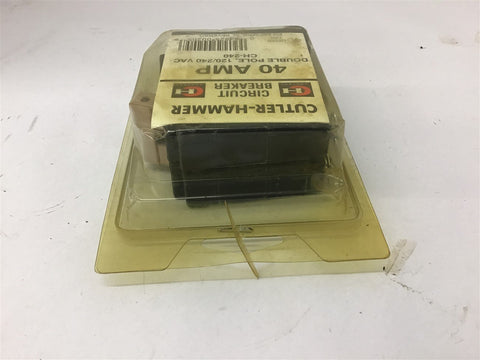 CUTLER-HAMMER
CIRCUIT
BREAKER
40 AMP
DOUBLE POLE, 120/240 VAC
CH-240